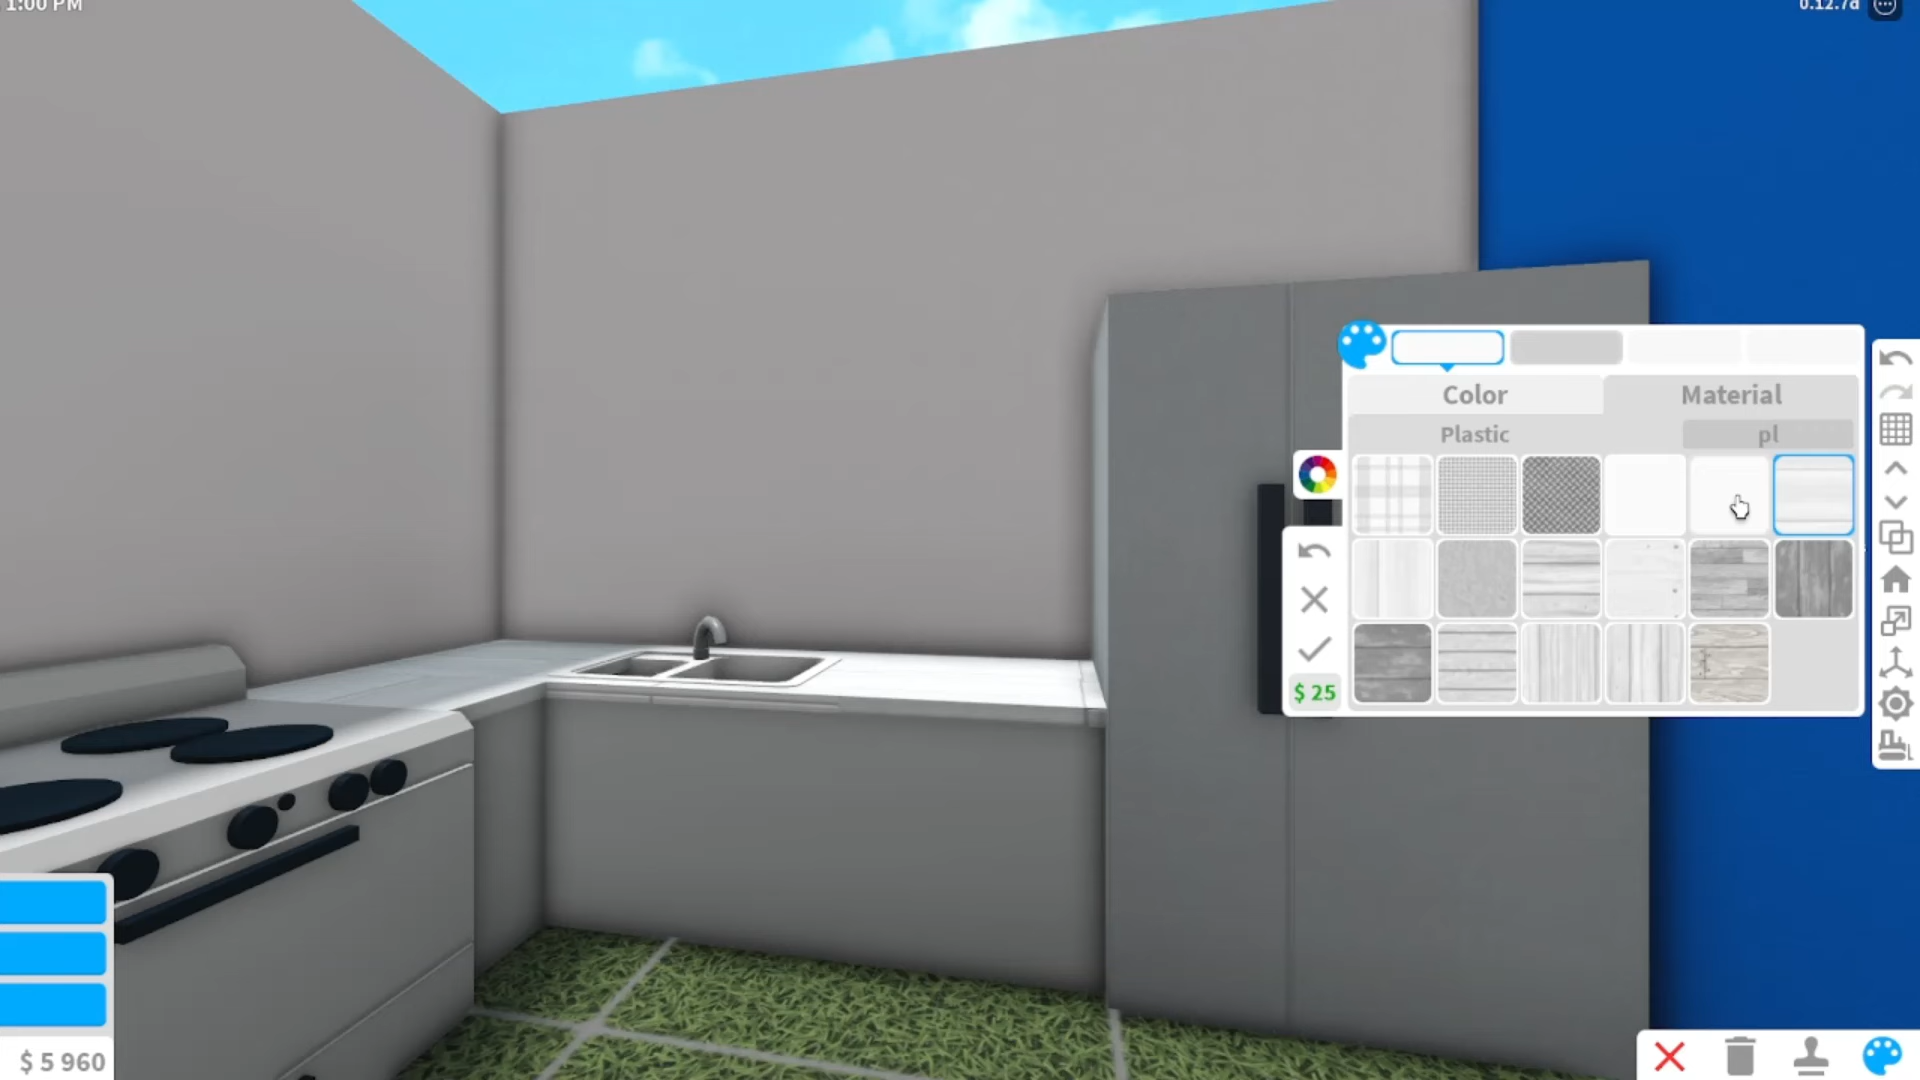 1:00 PM
0.12.7a
Color
Material
Plastic
pl
$ 25
$ 5 960